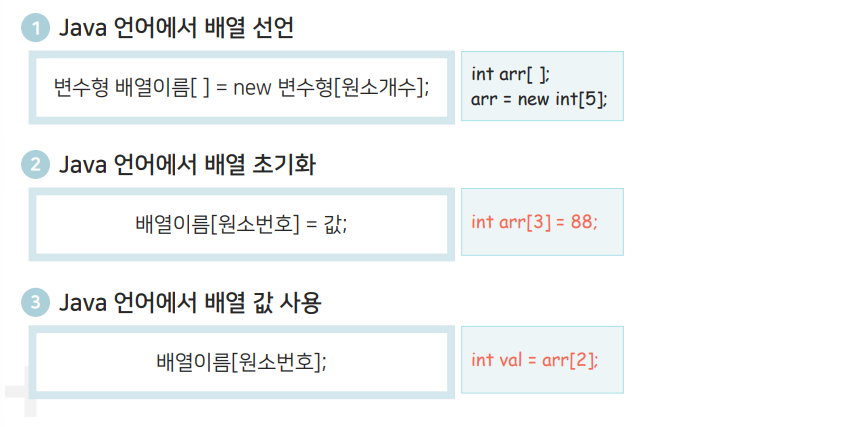 1 Java 언어에서 배열 선언
변수형 배열이름[ ] = new 변수형[원소개수];
int arr[ ];
arr = new int[5];
2 Java 언어에서 배열 초기화
배열이름[원소번호] = 값;
int arr[3] = 88;
3 Java 언어에서 배열 값 사용
배열이름[원소번호];
int val = arr[2];